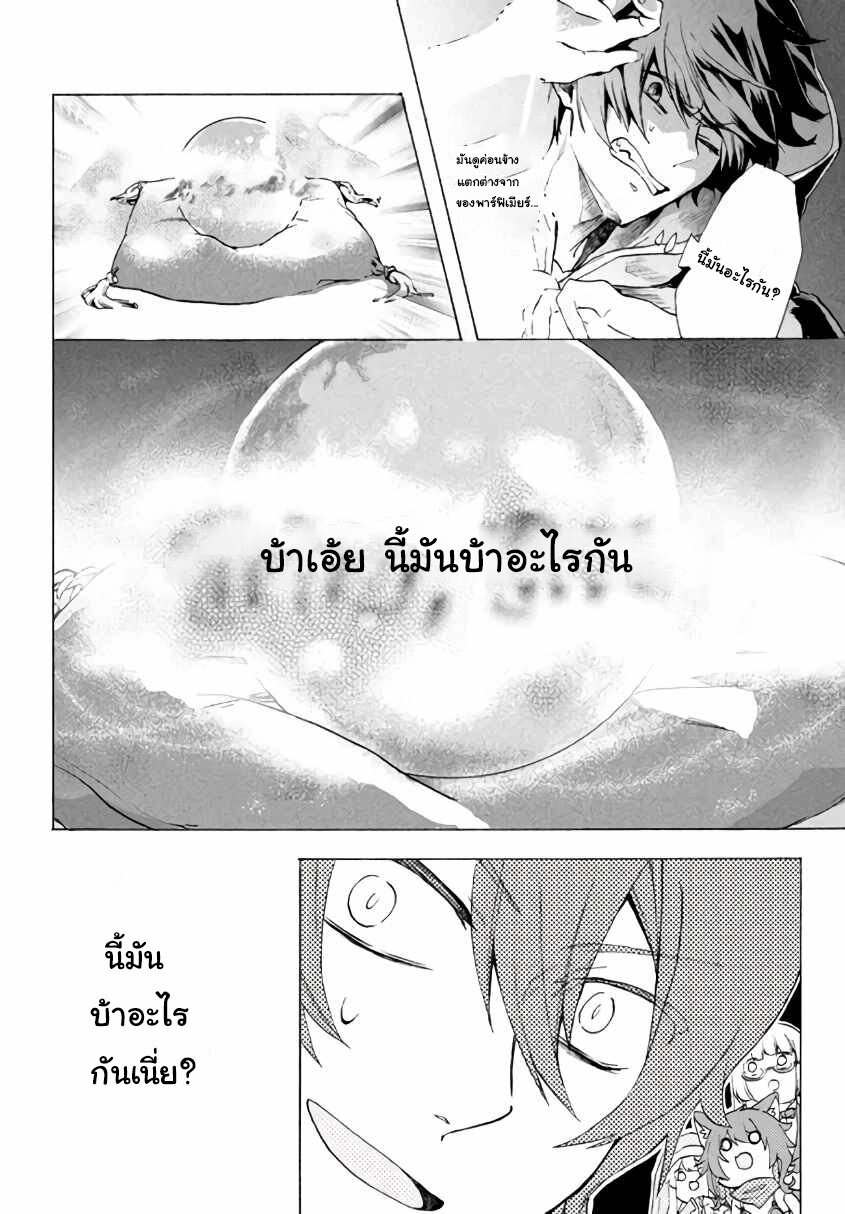 นี้มันอะไรกัน?
มันดูค่อนข้าง
แตกต่างจาก
ของพาร์ฟิเมียร์...
บ้าเอ้ย นี้มันบ้าอะไรกัน
นี้มัน
บ้าอะไร
กันเนี่ย?